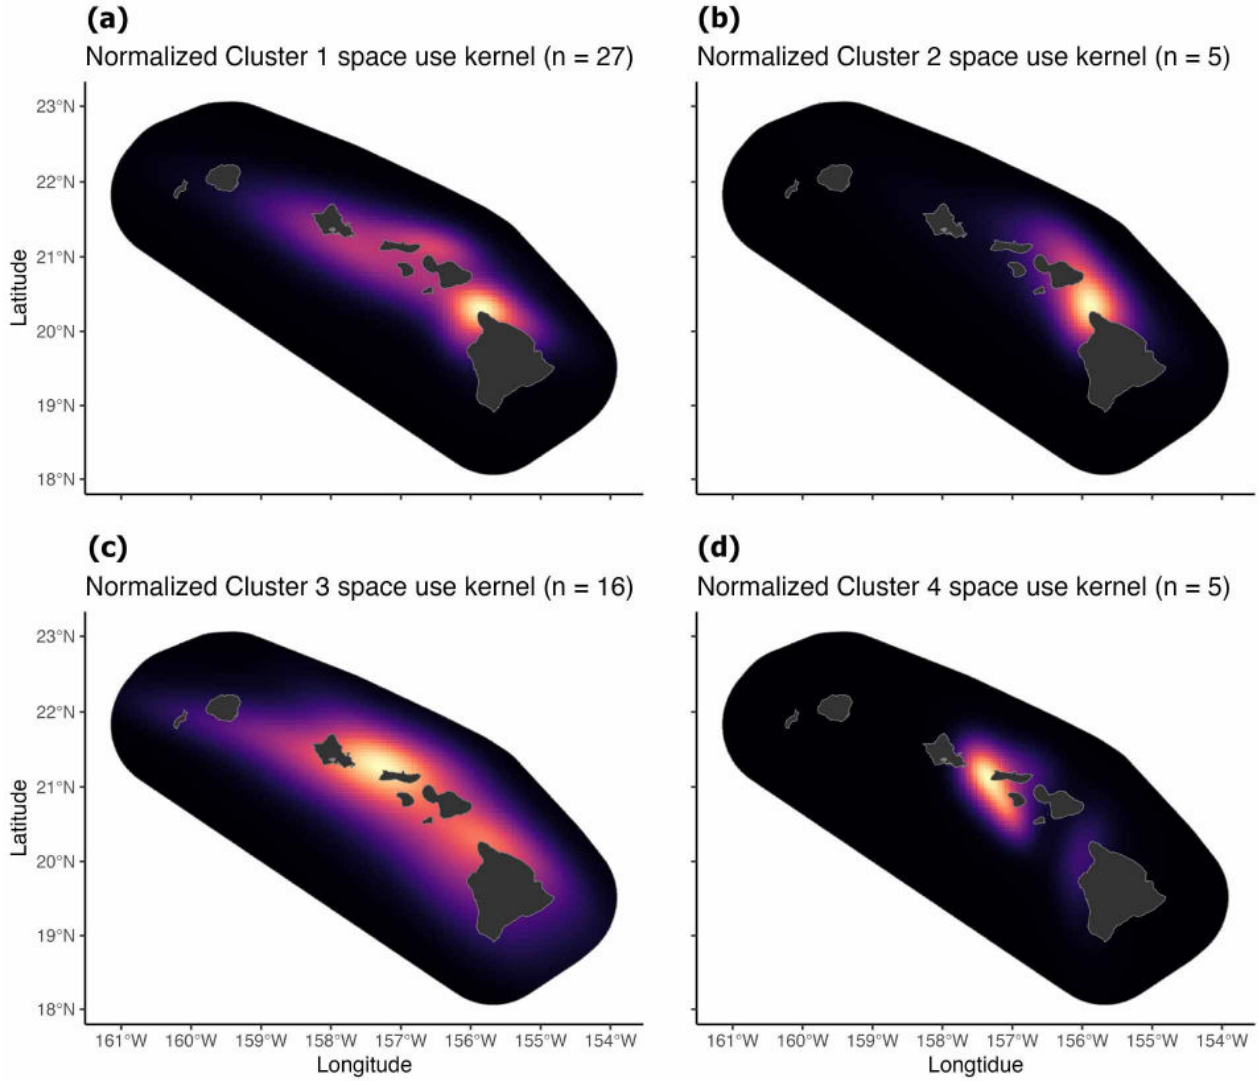 (a)
Normalized Cluster 1 space use kernel (n = 27)
23°N
22°N
21°N
20°N
19°N
18°N
Latitude
(b)
Normalized Cluster 2 space use kernel (n = 5)
(c)
Normalized Cluster 3 space use kernel (n = 16)
23°N
22°N
21°N
20°N
19°N
18°N
Latitude
161°W 160°W 159°W 158°W 157°W 156°W 155°W 154°W
Longitude
(d)
Normalized Cluster 4 space use kernel (n = 5)
161°W 160°W 159°W 158°W 157°W 156°W 155°W 154°W
Longtidue